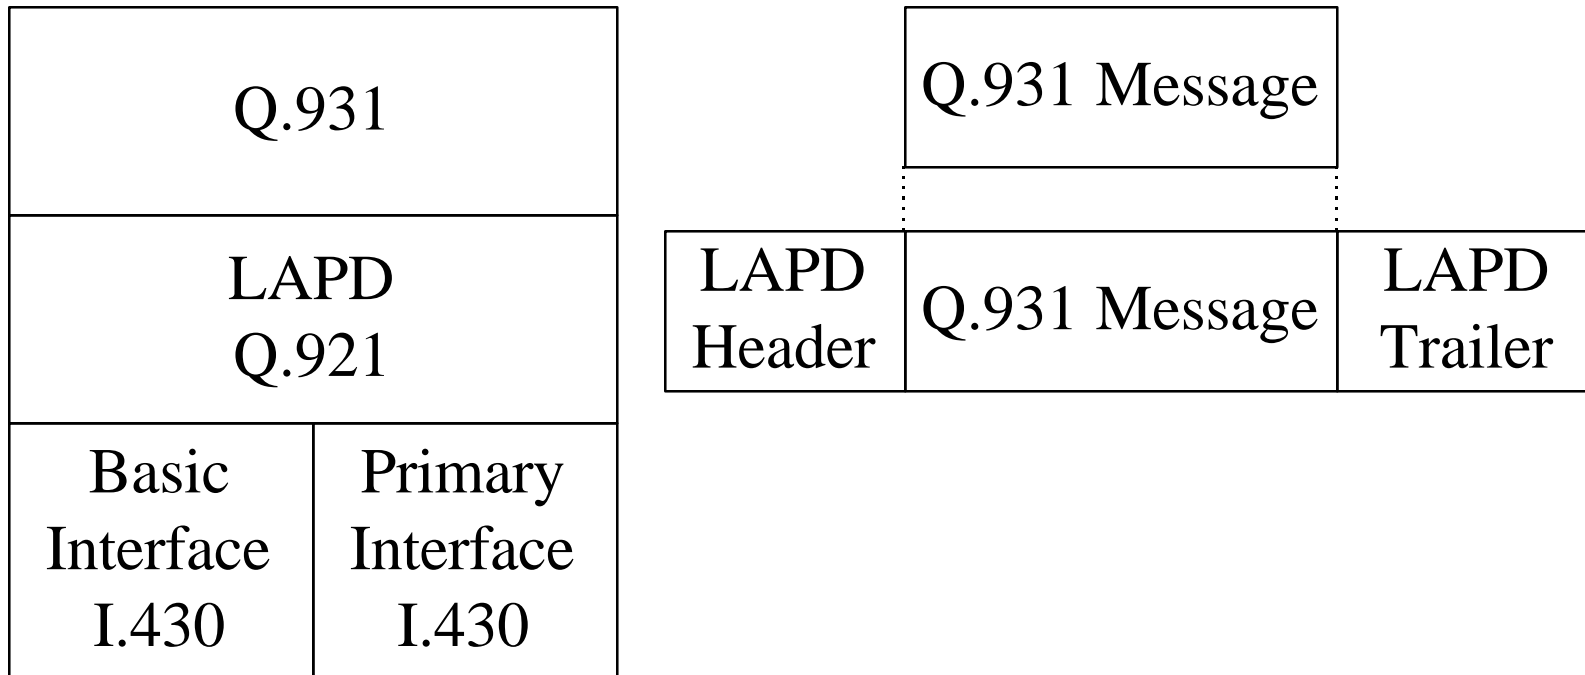 Q.931
LAPD
Q.921
Basic
Interface
I.430
Primary
Interface
I.430
Q.931 Message
LAPD
Header
Q.931 Message
LAPD
Trailer